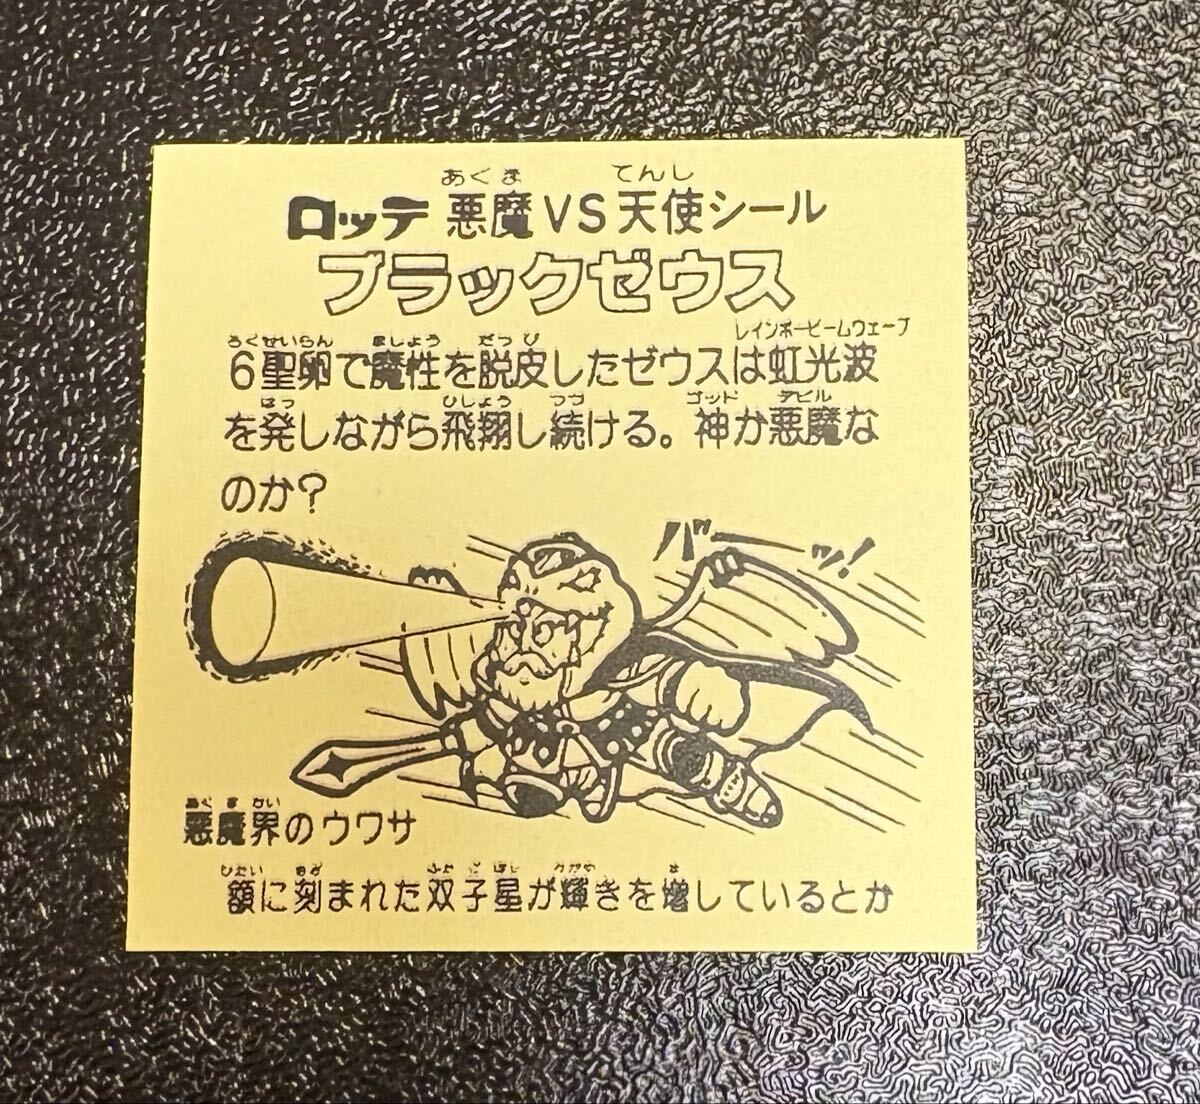 ロッテ 悪魔VS天使シール
ブラックゼウス
6聖卵で魔性を脱皮したゼウスは虹光波
を発しながら飛翔し続ける。神か悪魔な
のか?
バーーッ!
悪魔界のウワサ
額に刻まれた双子星が輝きを増しているとか